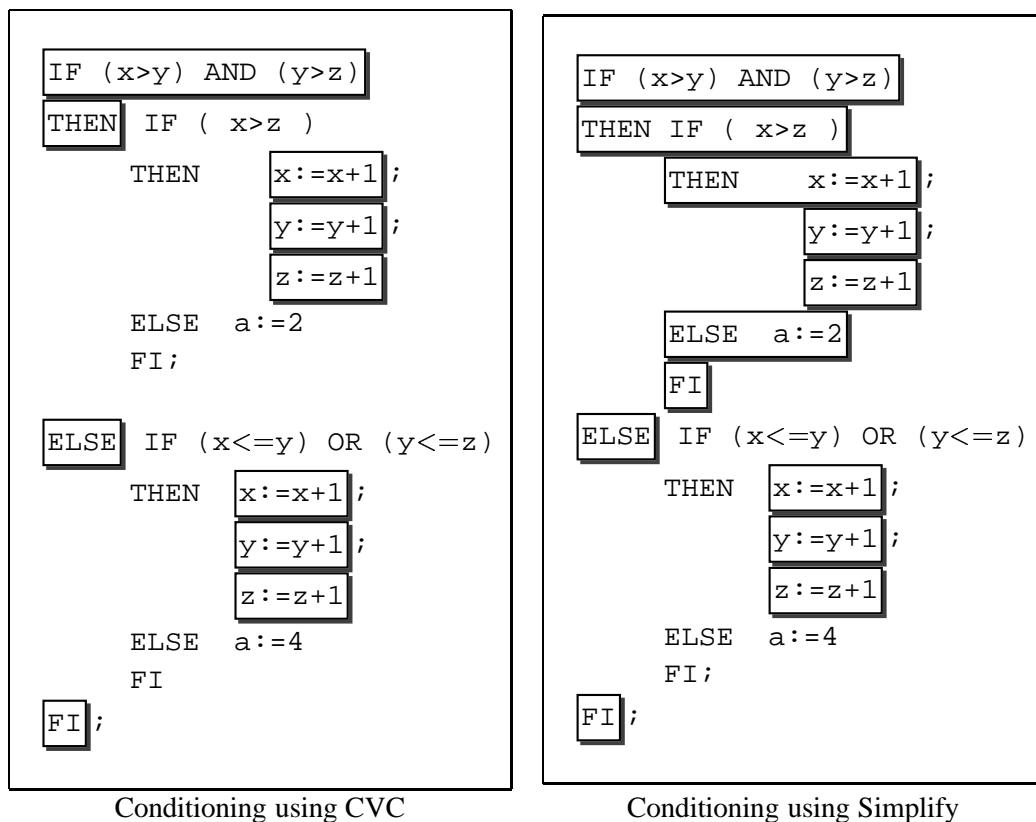 IF (x>y) AND (y>z)
THEN IF ( x>z )
THEN x:=x+1;
y:=y+1;
z:=z+1
ELSE a:=2
FI;
ELSE IF (x<=y) OR (y<=z)
THEN x:=x+1;
y:=y+1;
z:=z+1
ELSE a:=4
FI
FI;
Conditioning using CVC
IF (x>y) AND (y>z)
THEN IF ( x>z )
THEN x:=x+1;
y:=y+1;
z:=z+1
ELSE a:=2
FI
ELSE IF (x<=y) OR (y<=z)
THEN x:=x+1;
y:=y+1;
z:=z+1
ELSE a:=4
FI;
FI;
Conditioning using Simplify